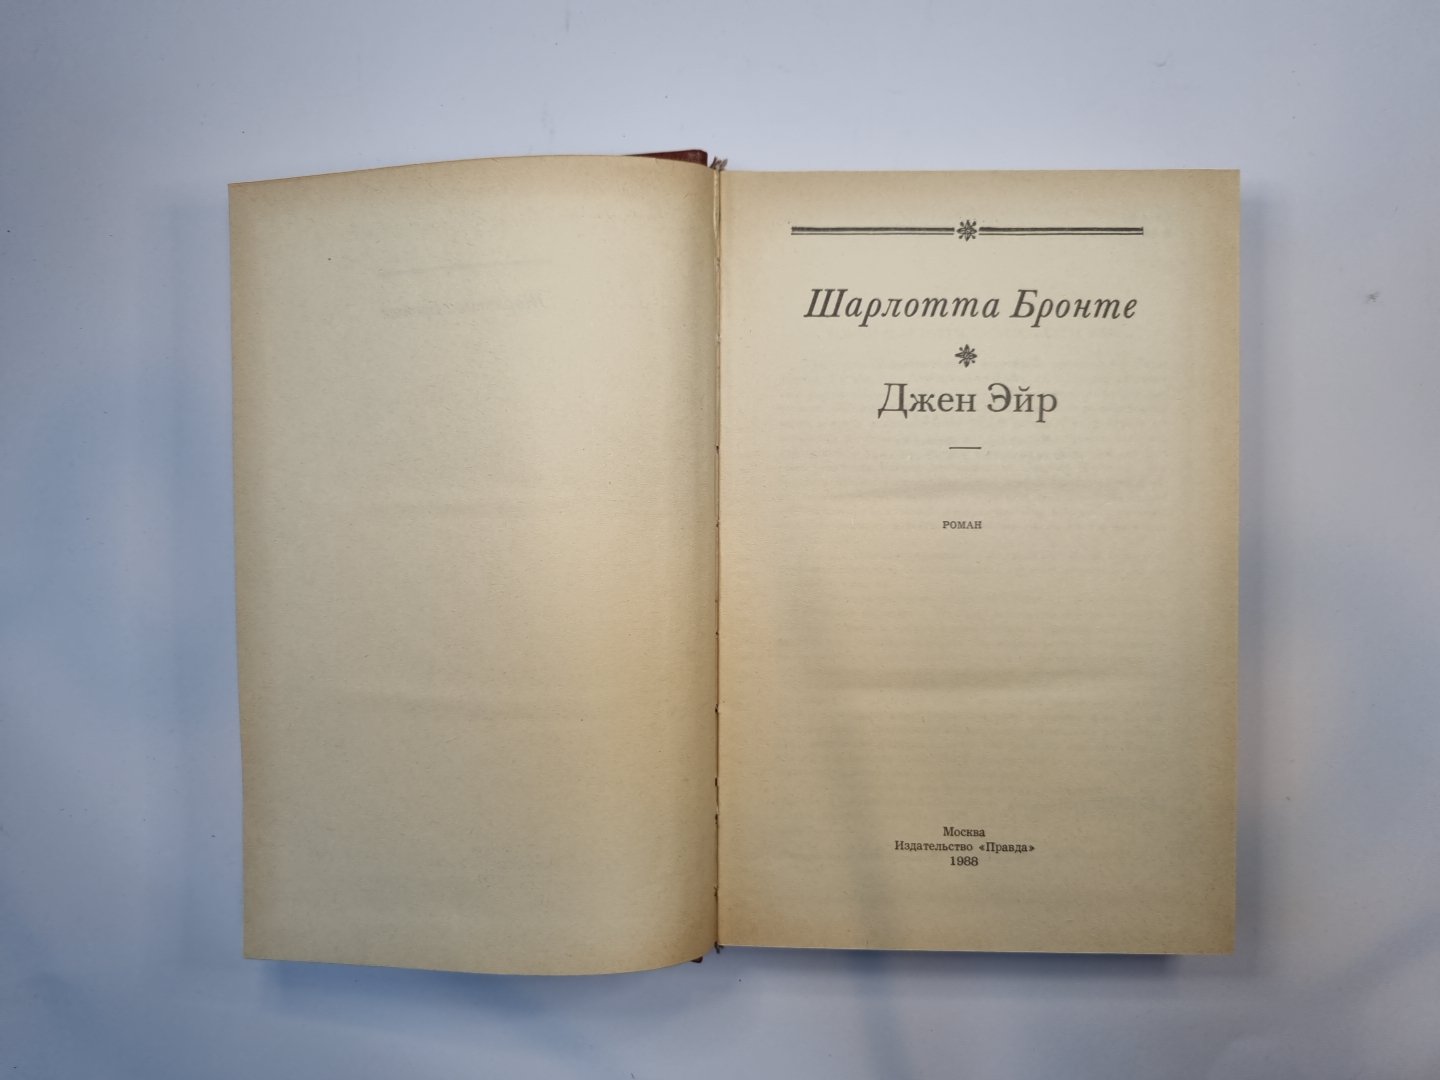 Шарлотта Бронте
Джен Эйр
РОМАН
Москва
Издательство «Правда»
1988